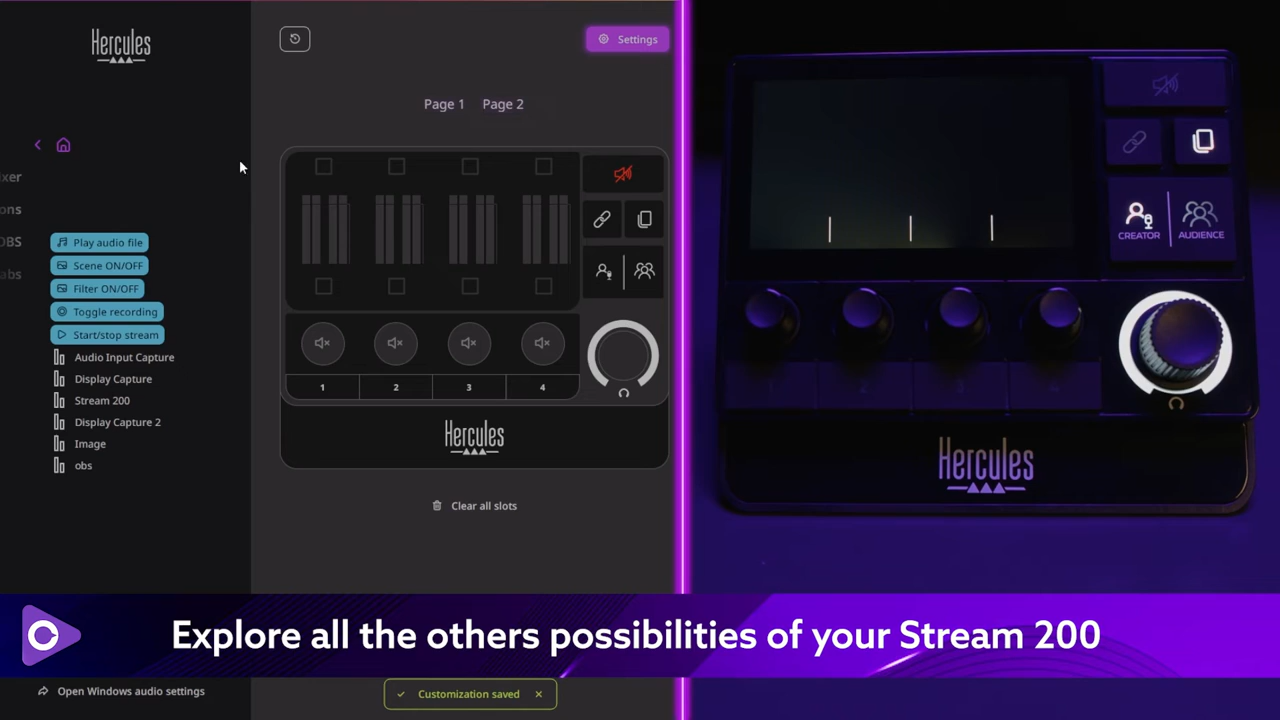 Hercules
Settings
Page 1
Page 2
ixer
ons
OBS
abs
Play audio file
Scene ON/OFF
Filter ON/OFF
Toggle recording
Start/stop stream
Audio Input Capture
Display Capture
Stream 200
Display Capture 2
Image
obs
1
2
3
4
Hercules
Clear all slots
CREATOR
AUDIENCE
Hercules
Explore all the others possibilities of your Stream 200
Open Windows audio settings
Customization saved